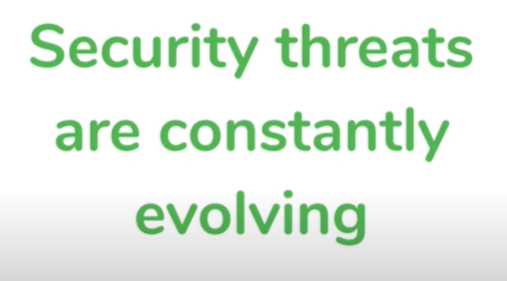 Security threats
are constantly
evolving